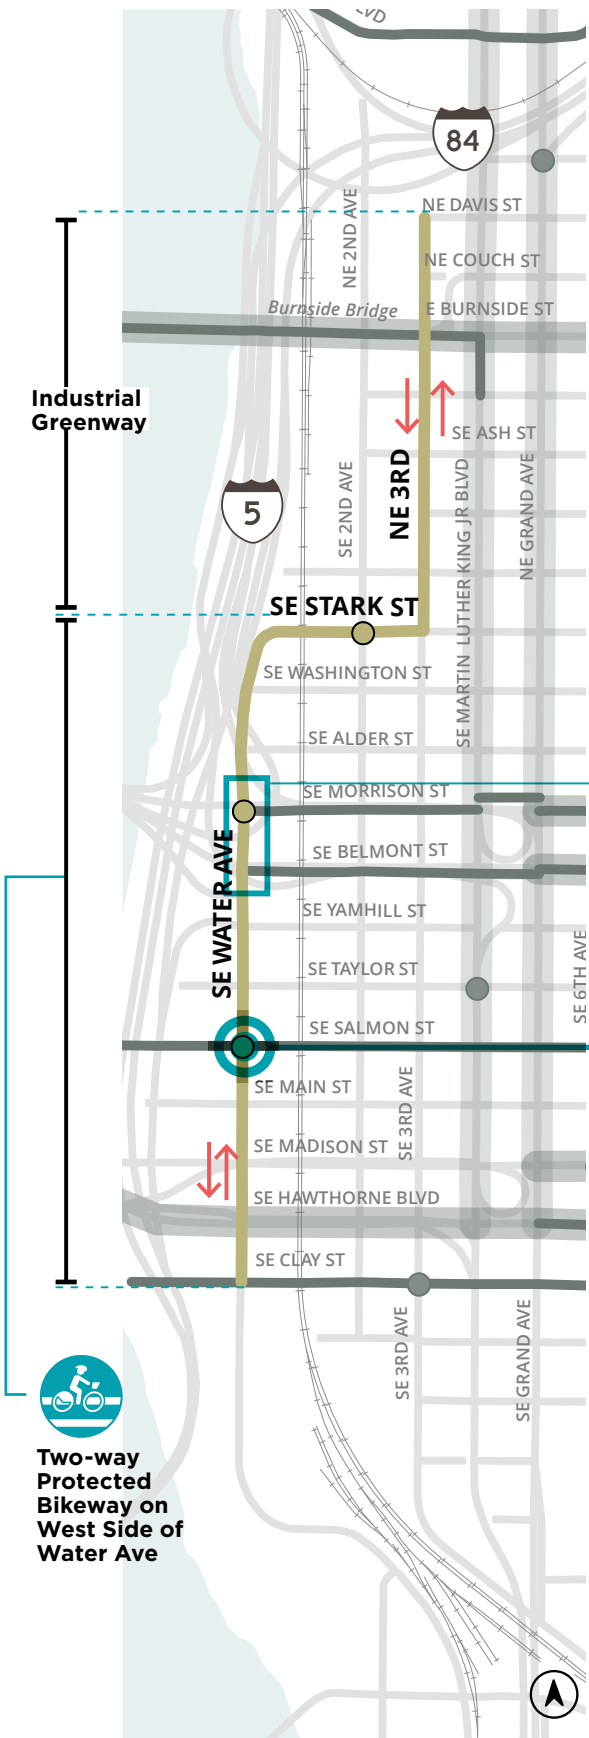 LVD
84
NE DAVIS ST
NE 2ND AVE
NE COUCH ST
Burnside Bridge
E BURNSIDE ST
Industrial
Greenway
SE ASH ST
NE 3RD
SE 2ND AVE
SE MARTIN LUTHER KING JR BLVD
NE GRAND AVE
5
SE STARK ST
SE WASHINGTON ST
SE ALDER ST
SE MORRISON ST
SE BELMONT ST
SE WATER AVE
SE YAMHILL ST
SE TAYLOR ST
SE 6TH AVE
SE SALMON ST
SE MAIN ST
SE 3RD AVE
SE MADISON ST
SE HAWTHORNE BLVD
SE CLAY ST
SE 3RD AVE
SE GRAND AVE
Two-way
Protected
Bikeway on
West Side of
Water Ave